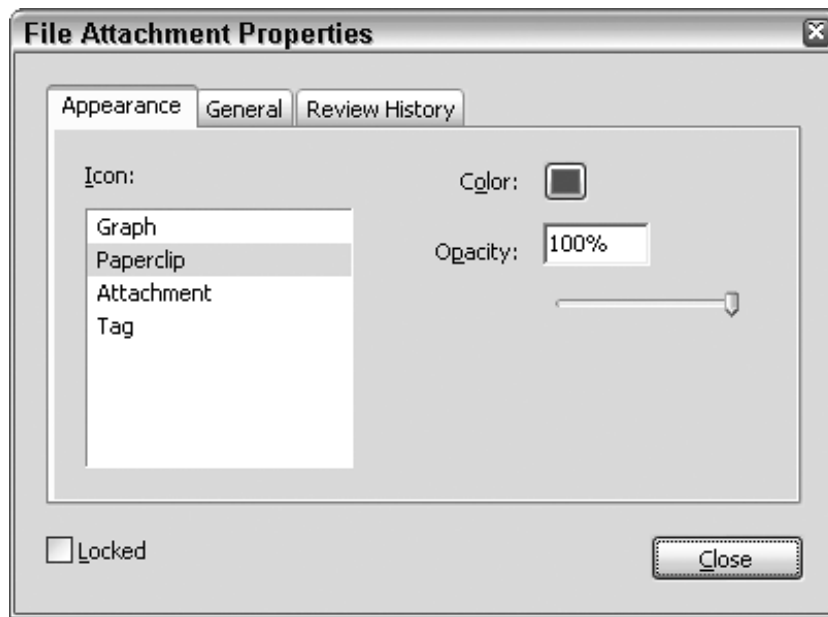 File Attachment Properties
Appearance
General
Review History
Icon:
Graph
Paperclip
Attachment
Tag
Color:
Opacity:
100%
Locked
Close